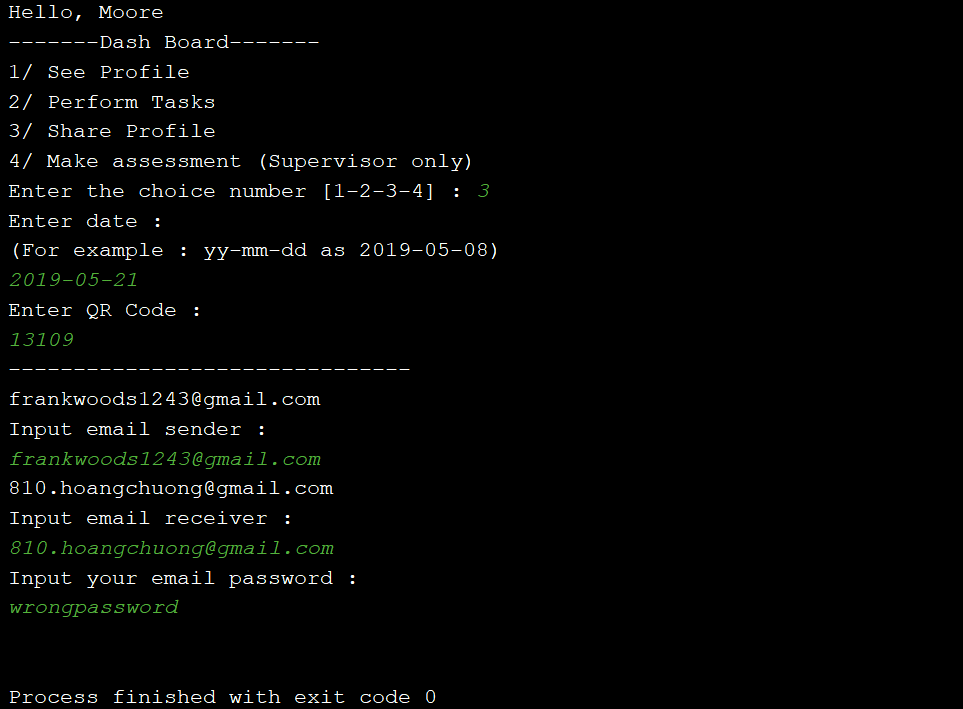 Hello, Moore
-------Dash Board-------
1/ See Profile
2/ Perform Tasks
3/ Share Profile
4/ Make assessment (Supervisor only)
Enter the choice number [1-2-3-4] : 3
Enter date :
(For example : yy-mm-dd as 2019-05-08)
2019-05-21
Enter QR Code :
13109
-------------------------------
frankwoods1243@gmail.com
Input email sender :
frankwoods1243@gmail.com
810.hoangchuong@gmail.com
Input email receiver :
810.hoangchuong@gmail.com
Input your email password :
wrongpassword
Process finished with exit code 0